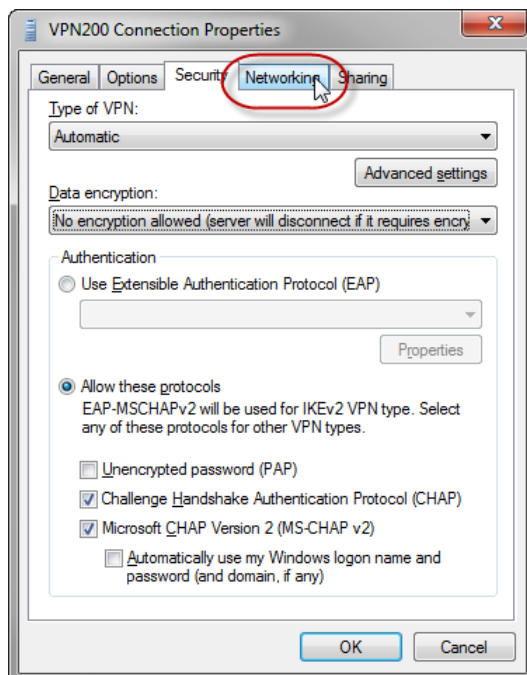 VPN200 Connection Properties
General Options Security Networking Sharing
Type of VPN:
Automatic
Advanced settings
Data encryption:
No encryption allowed (server will disconnect if it requires encry
Authentication
Use Extensible Authentication Protocol (EAP)
Properties
Allow these protocols
EAP-MSCHAPv2 will be used for IKEv2 VPN type. Select
any of these protocols for other VPN types.
Unencrypted password (PAP)
Challenge Handshake Authentication Protocol (CHAP)
Microsoft CHAP Version 2 (MS-CHAP v2)
Automatically use my Windows logon name and
password (and domain, if any)
OK Cancel